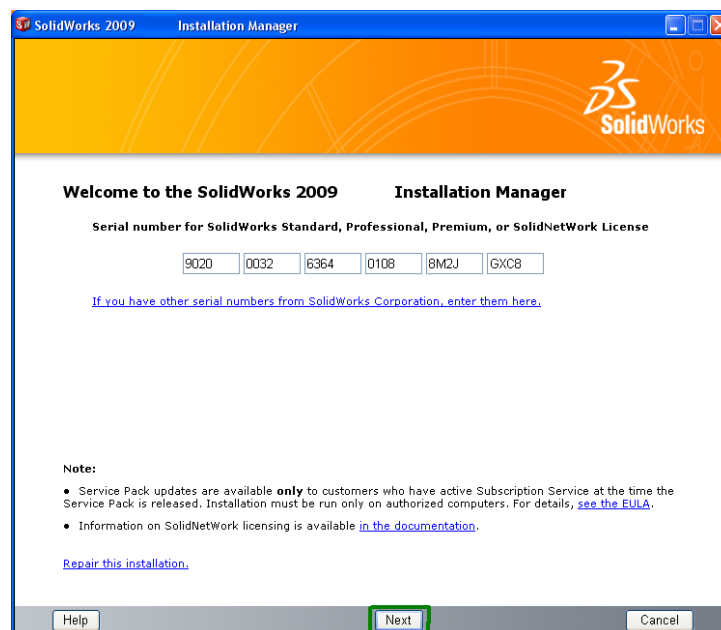 SolidWorks 2009 Installation Manager
SolidWorks
Welcome to the SolidWorks 2009 Installation Manager
Serial number for SolidWorks Standard, Professional, Premium, or SolidNetWork License
9020 0032 6364 0108 8M2J GXC8
If you have other serial numbers from SolidWorks Corporation, enter them here.
Note:
• Service Pack updates are available only to customers who have active Subscription Service at the time the
Service Pack is released. Installation must be run only on authorized computers. For details, see the EULA.
• Information on SolidNetWork licensing is available in the documentation.
Repair this installation.
Help Next Cancel